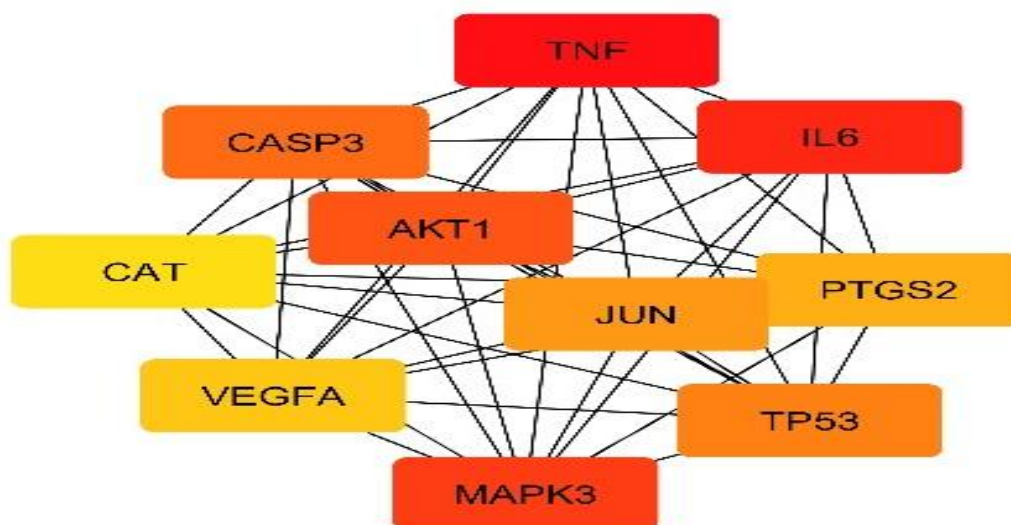 TNF
CASP3
IL6
AKT1
CAT
PTGS2
JUN
VEGFA
TP53
MAPK3